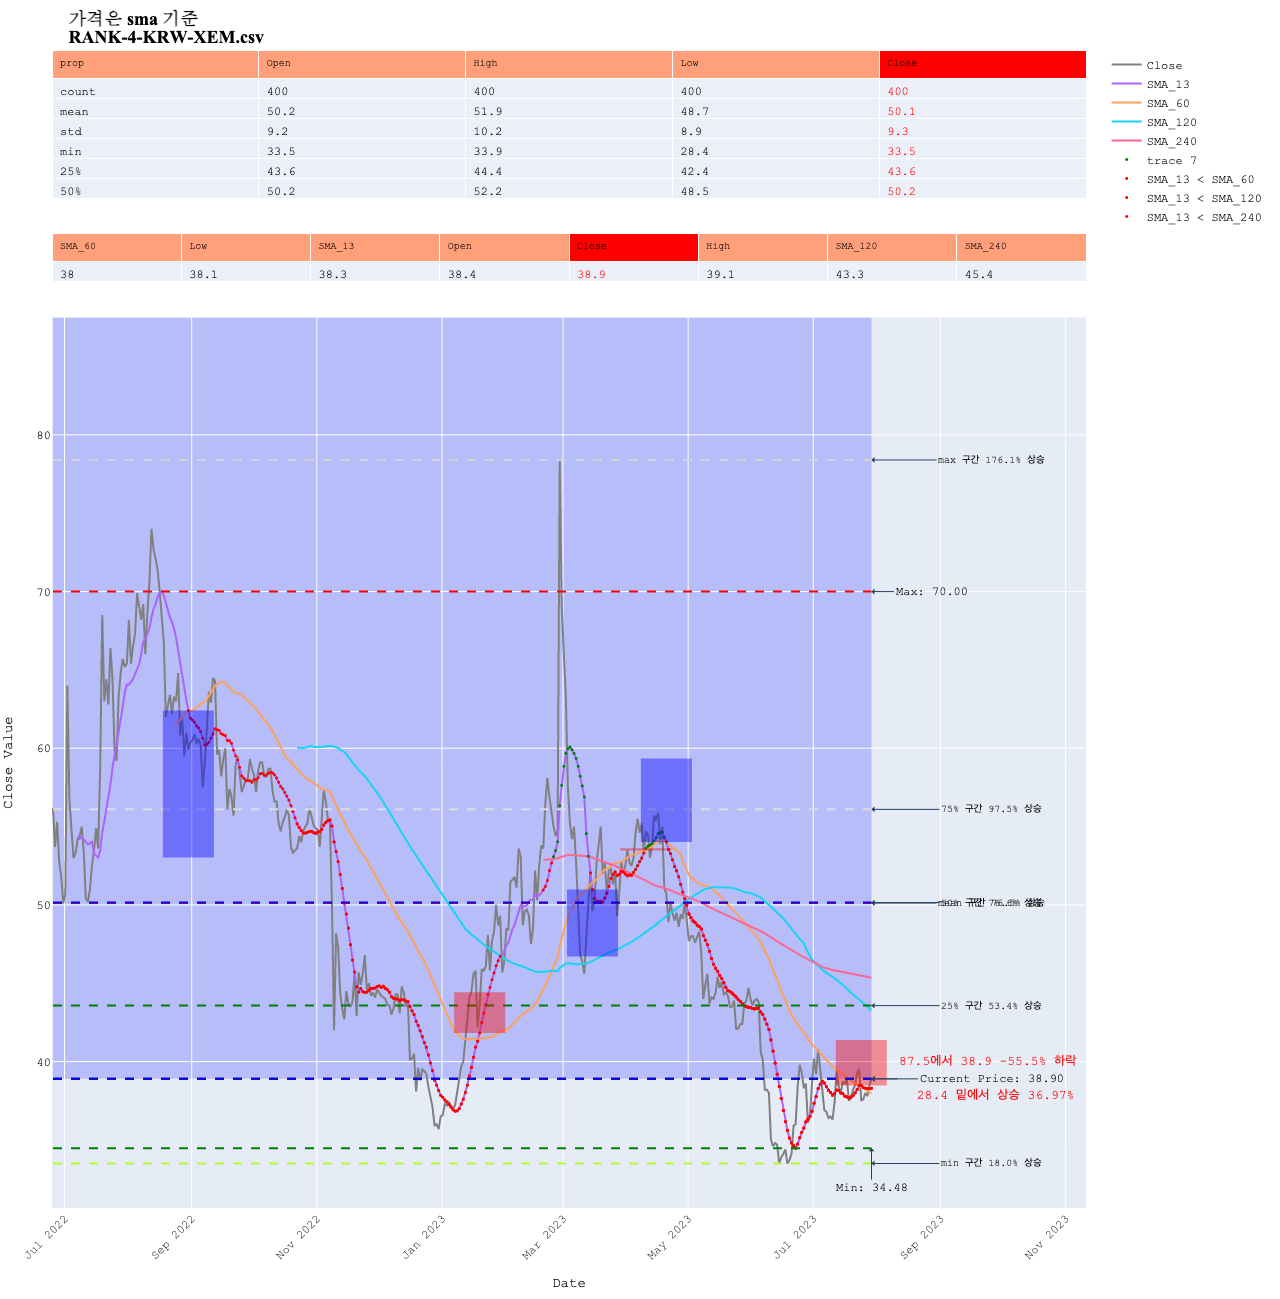 가격은 sma 기준
RANK-4-KRW-XEM.csv
prop Open High Low Close
count 400 400 400 400
mean 50.2 51.9 48.7 50.1
std 9.2 10.2 8.9 9.3
min 33.5 33.9 28.4 33.5
25% 43.6 44.4 42.4 43.6
50% 50.2 52.2 48.5 50.2
SMA_60 Low SMA_13 Open Close High SMA_120 SMA_240
38 38.1 38.3 38.4 38.9 39.1 43.3 45.4
Close
SMA_13
SMA_60
SMA_120
SMA_240
trace 7
SMA_13 < SMA_60
SMA_13 < SMA_120
SMA_13 < SMA_240
80
70
60
50
40
Close Value
max 구간 176.1% 상승
Max: 70.00
75% 구간 97.5% 상승
25% 구간 53.4% 상승
87.5에서 38.9 -55.5% 하락
Current Price: 38.90
28.4 밑에서 상승 36.97%
min 구간 18.0% 상승
Min: 34.48
Jul 2022
Sep 2022
Nov 2022
Jan 2023
Mar 2023
May 2023
Jul 2023
Sep 2023
Nov 2023
Date